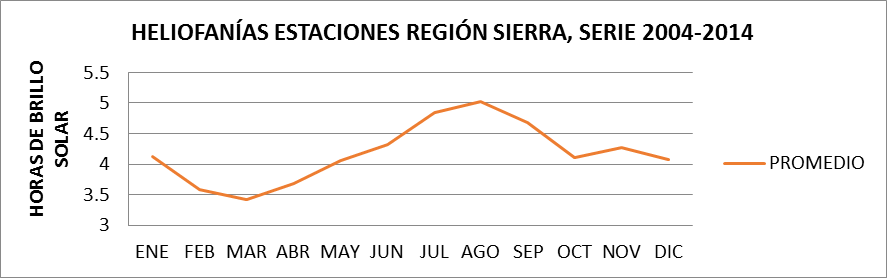 HELIOFANÍAS ESTACIONES REGIÓN SIERRA, SERIE 2004-2014
HORAS DE BRILLO
SOLAR
5.5
5
4.5
4
3.5
3
ENE FEB MAR ABR MAY JUN JUL AGO SEP OCT NOV DIC
PROMEDIO